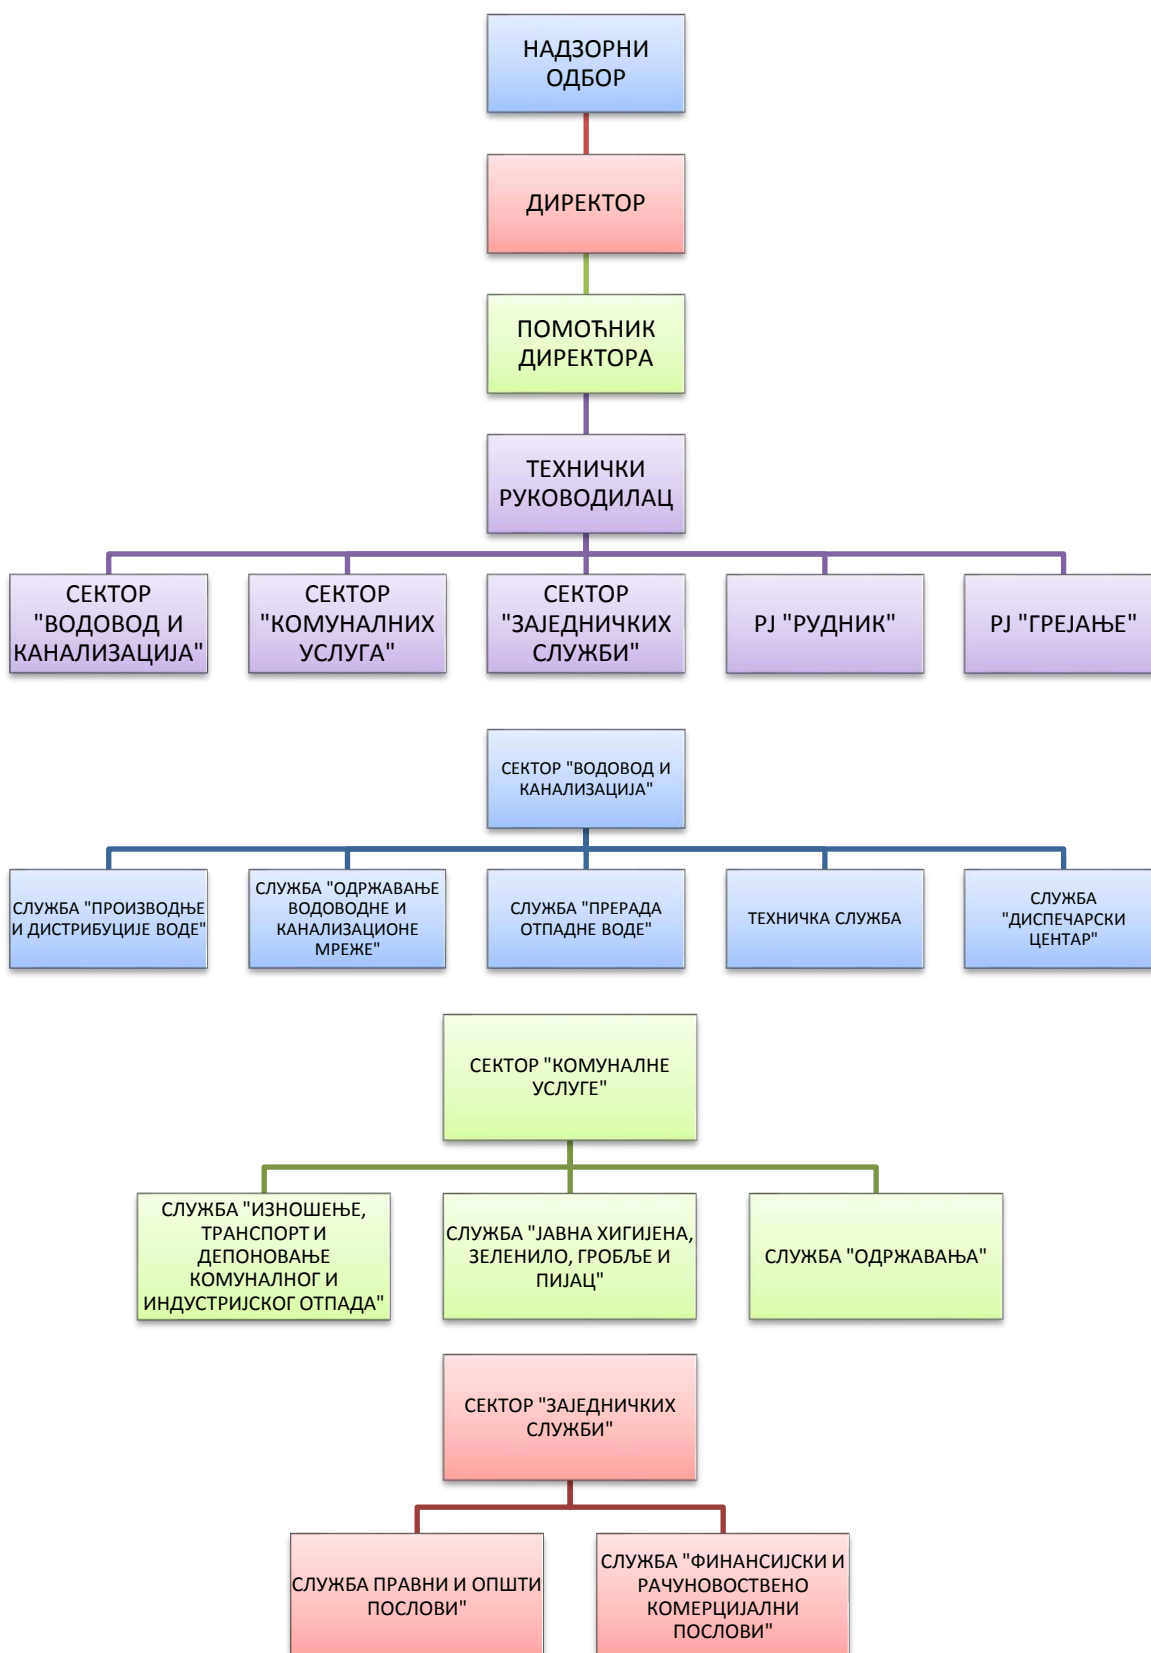 НАДЗОРНИ
ОДБОР
ДИРЕКТОР
ПОМОЋНИК
ДИРЕКТОРА
ТЕХНИЧКИ
РУКОВОДИЛАЦ
СЕКТОР
"ВОДОВОД И
КАНАЛИЗАЦИЈА"
СЕКТОР
"КОМУНАЛНИХ
УСЛУГА"
СЕКТОР
"ЗАЈЕДНИЧКИХ
СЛУЖБИ"
РЈ "РУДНИК"
РЈ "ГРЕЈАЊЕ"
СЕКТОР "ВОДОВОД И
КАНАЛИЗАЦИЈА"
СЛУЖБА "ПРОИЗВОДЊЕ
И ДИСТРИБУЦИЈЕ ВОДЕ"
СЛУЖБА "ОДРЖАВАЊЕ
ВОДОВОДНЕ И
КАНАЛИЗАЦИОНЕ
МРЕЖЕ"
СЛУЖБА "ПРЕРАДА
ОТПАДНЕ ВОДЕ"
ТЕХНИЧКА СЛУЖБА
СЛУЖБА
"ДИСПЕЧАРСКИ
ЦЕНТАР"
СЕКТОР "КОМУНАЛНЕ
УСЛУГЕ"
СЛУЖБА "ИЗНОШЕЊЕ,
ТРАНСПОРТ И
ДЕПОНОВАЊЕ
КОМУНАЛНОГ И
ИНДУСТРИЈСКОГ ОТПАДА"
СЛУЖБА "ЈАВНА ХИГИЈЕНА,
ЗЕЛЕНИЛО, ГРОБЉЕ И
ПИЈАЦ"
СЛУЖБА "ОДРЖАВАЊА"
СЕКТОР "ЗАЈЕДНИЧКИХ
СЛУЖБИ"
СЛУЖБА ПРАВНИ И ОПШТИ
ПОСЛОВИ"
СЛУЖБА "ФИНАНСИЈСКИ И
РАЧУНОВОСТВЕНО
КОМЕРЦИЈАЛНИ
ПОСЛОВИ"